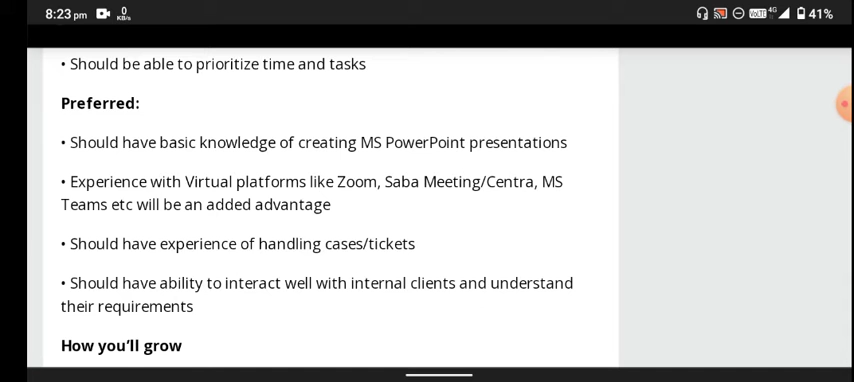 8:23 pm 0 KB/s VoLTE 4G 41%
• Should be able to prioritize time and tasks
Preferred:
• Should have basic knowledge of creating MS PowerPoint presentations
• Experience with Virtual platforms like Zoom, Saba Meeting/Centra, MS
Teams etc will be an added advantage
• Should have experience of handling cases/tickets
• Should have ability to interact well with internal clients and understand
their requirements
How you’ll grow